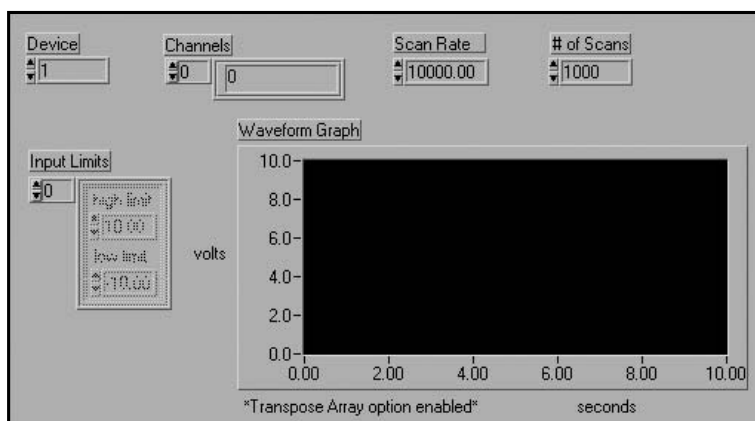 Device
Channels
Scan Rate
# of Scans
1
0
0
10000.00
1000
Waveform Graph
Input Limits
0
high limit
10.00
low limit
-10.00
volts
10.0
8.0
6.0
4.0
2.0
0.0
0.00 2.00 4.00 6.00 8.00 10.00
*Transpose Array option enabled*
seconds